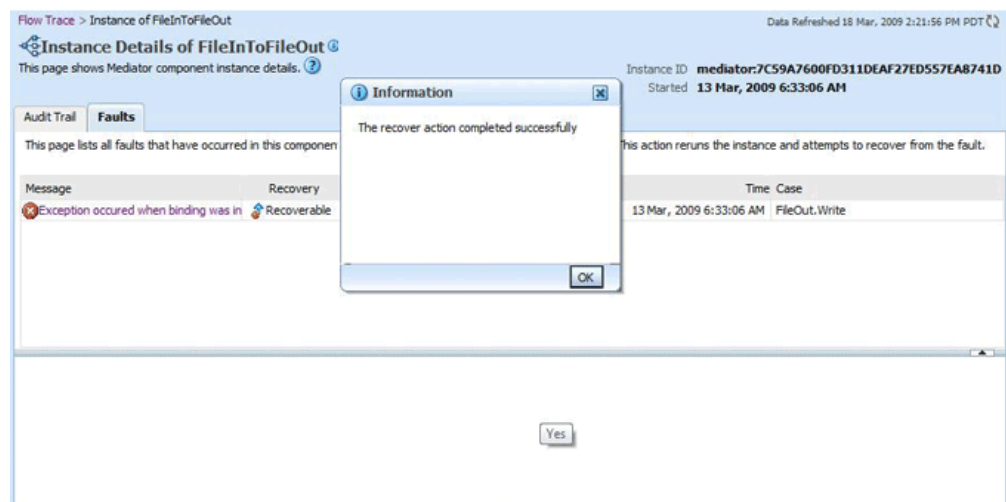 Flow Trace > Instance of FileInToFileOut
Data Refreshed 18 Mar, 2009 2:21:56 PM PDT
Instance Details of FileInToFileOut
This page shows Mediator component instance details.
Instance ID mediator:7C59A7600FD311DEAF27ED557EA8741D
Started 13 Mar, 2009 6:33:06 AM
Information
Audit Trail Faults
The recover action completed successfully
This page lists all faults that have occurred in this componen
his action reruns the instance and attempts to recover from the fault.
Message Recovery Time Case
Exception occured when binding was in Recoverable 13 Mar, 2009 6:33:06 AM FileOut.Write
OK
Yes